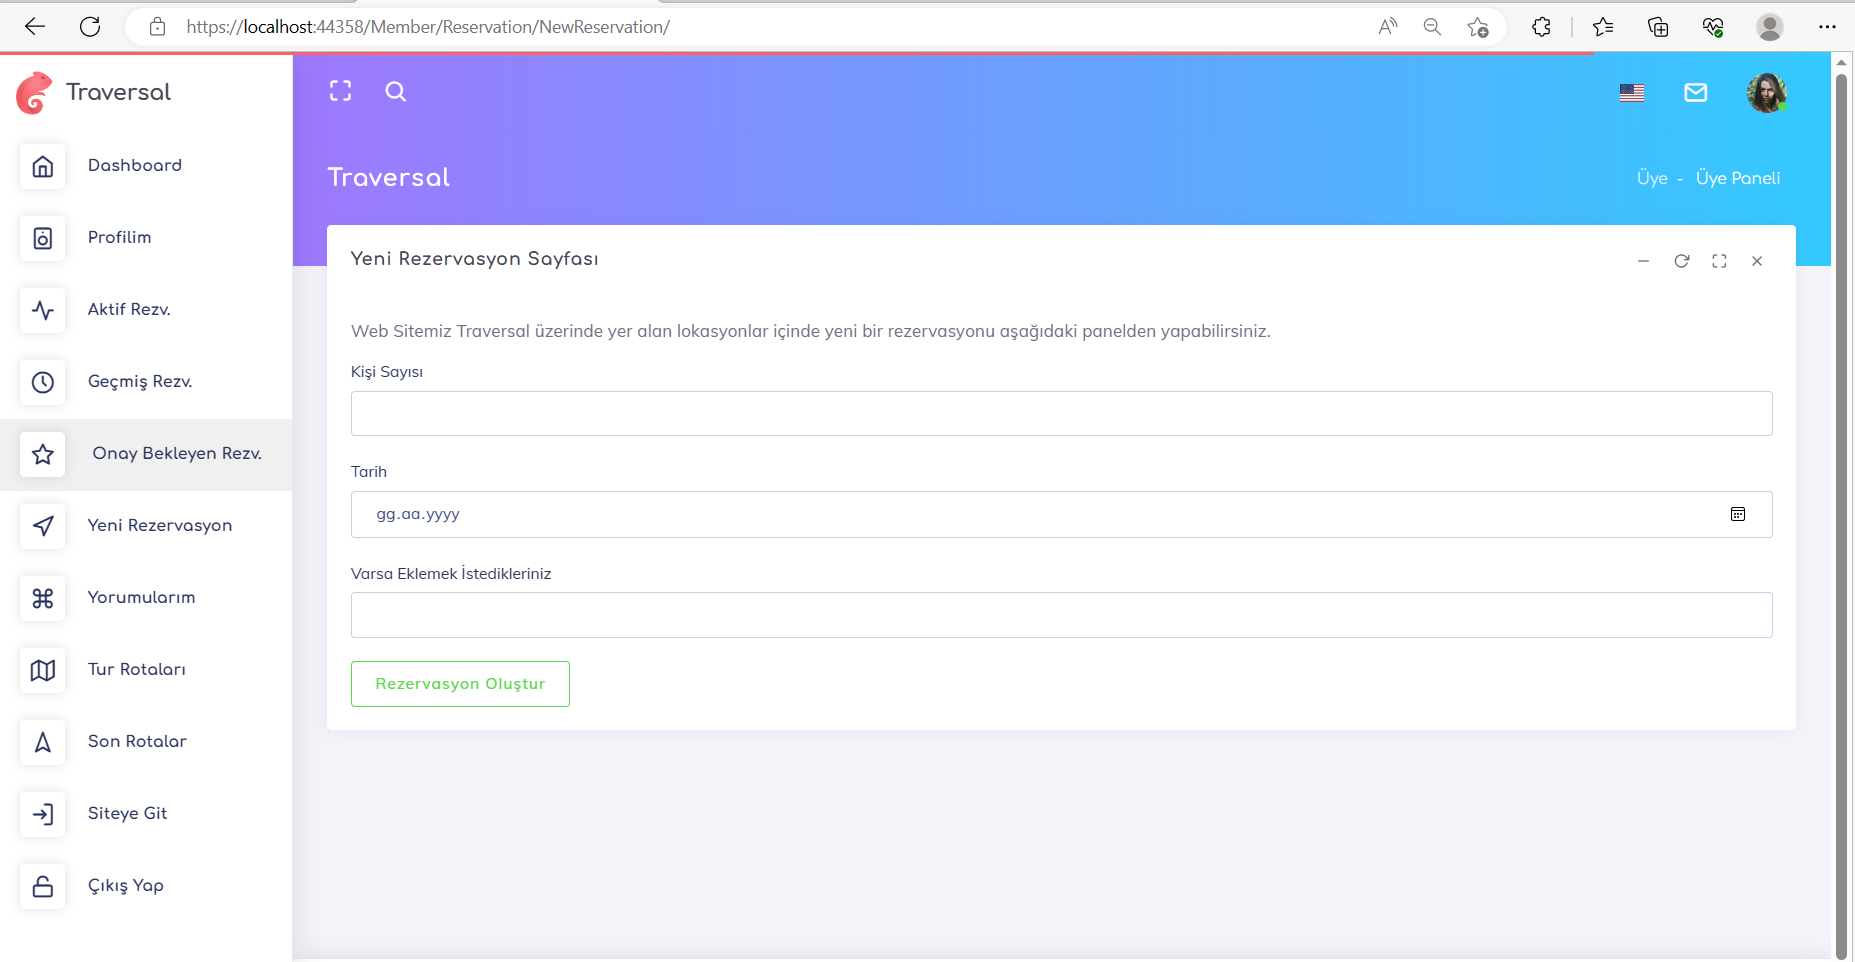 https://localhost:44358/Member/Reservation/NewReservation/
Traversal
Dashboard
Profilim
Aktif Rezv.
Geçmiş Rezv.
Onay Bekleyen Rezv.
Yeni Rezervasyon
Yorumularım
Tur Rotaları
Son Rotalar
Siteye Git
Çıkış Yap
Traversal
Üye - Üye Paneli
Yeni Rezervasyon Sayfası
Web Sitemiz Traversal üzerinde yer alan lokasyonlar içinde yeni bir rezervasyonu aşağıdaki panelden yapabilirsiniz.
Kişi Sayısı
Tarih
gg.aa.yyyy
Varsa Eklemek İstedikleriniz
Rezervasyon Oluştur